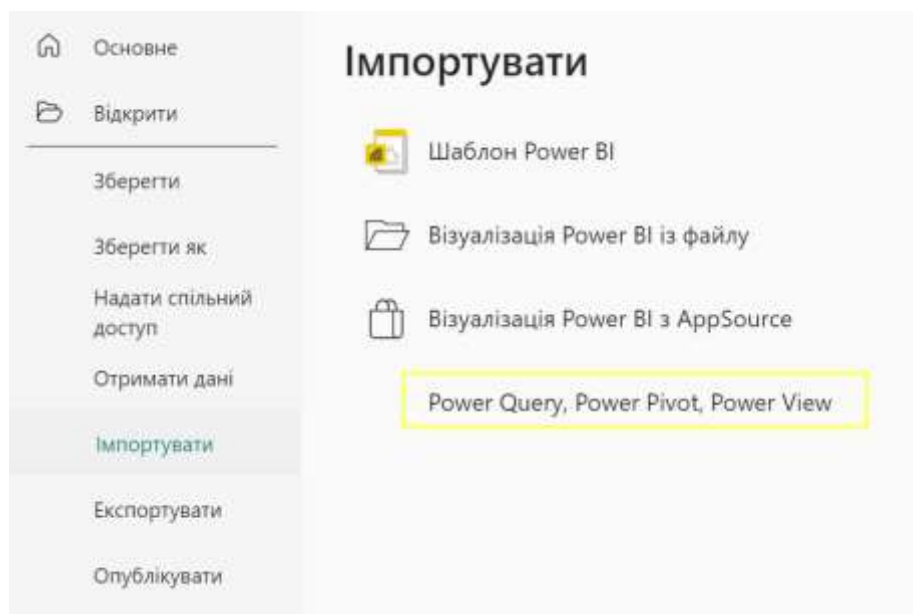 Основне
Відкрити
Зберегти
Зберегти як
Надати спільний
доступ
Отримати дані
Імпортувати
Експортувати
Опублікувати
Імпортувати
Шаблон Power BI
Візуалізація Power BI із файлу
Візуалізація Power BI з AppSource
Power Query, Power Pivot, Power View